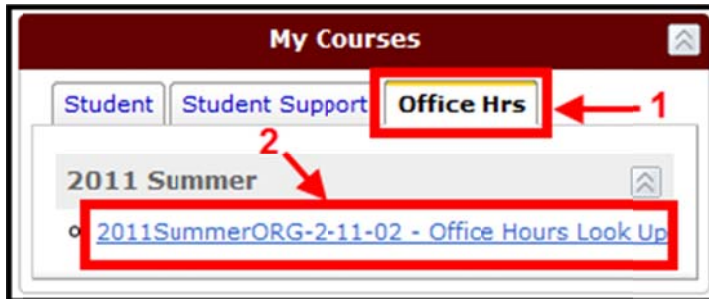 My Courses
Student Student Support Office Hrs 1
2
2011 Summer
2011SummerORG-2-11-02 - Office Hours Look Up